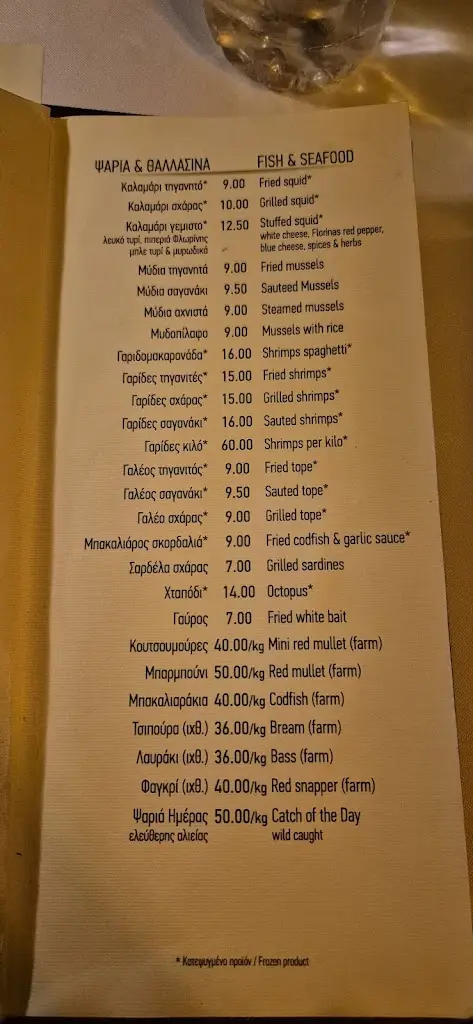 ΨΑΡΙΑ & ΘΑΛΛΑΣΙΝΑ FISH & SEAFOOD
Καλαμάρι τηγανητό* 9.00 Fried squid*
Καλαμάρι σχάρας* 10.00 Grilled squid*
Καλαμάρι γεμιστο* 12.50 Stuffed squid*
λευκό τυρί, πιπεριά Φλωρίνης white cheese, Florinas red pepper,
μπλε τυρί & μυρωδικά blue cheese, spices & herbs
Μύδια τηγανητά 9.00 Fried mussels
Μύδια σαγανάκι 9.50 Sauteed Mussels
Μύδια αχνιστά 9.00 Steamed mussels
Μυδοπίλαφο 9.00 Mussels with rice
Γαριδομακαρονάδα* 16.00 Shrimps spaghetti*
Γαρίδες τηγανιτές* 15.00 Fried shrimps*
Γαρίδες σχάρας* 15.00 Grilled shrimps*
Γαρίδες σαγανάκι* 16.00 Sauted shrimps*
Γαρίδες κιλό* 60.00 Shrimps per kilo*
Γαλέος τηγανιτός* 9.00 Fried tope*
Γαλέος σαγανάκι* 9.50 Sauted tope*
Γαλέο σχάρας* 9.00 Grilled tope*
Μπακαλιάρος σκορδαλιά* 9.00 Fried codfish & garlic sauce*
Σαρδέλα σχάρας 7.00 Grilled sardines
Χταπόδι* 14.00 Octopus*
Γαύρος 7.00 Fried white bait
Κουτσουμούρες 40.00/kg Mini red mullet (farm)
Μπαρμπούνι 50.00/kg Red mullet (farm)
Μπακαλιαράκια 40.00/kg Codfish (farm)
Τσιπούρα (ιχθ.) 36.00/kg Bream (farm)
Λαυράκι (ιχθ.) 36.00/kg Bass (farm)
Φαγκρί (ιχθ.) 40.00/kg Red snapper (farm)
Ψαριά Ημέρας 50.00/kg Catch of the Day
ελεύθερης αλιείας wild caught
* Κατεψυγμένο προϊόν / Frozen product